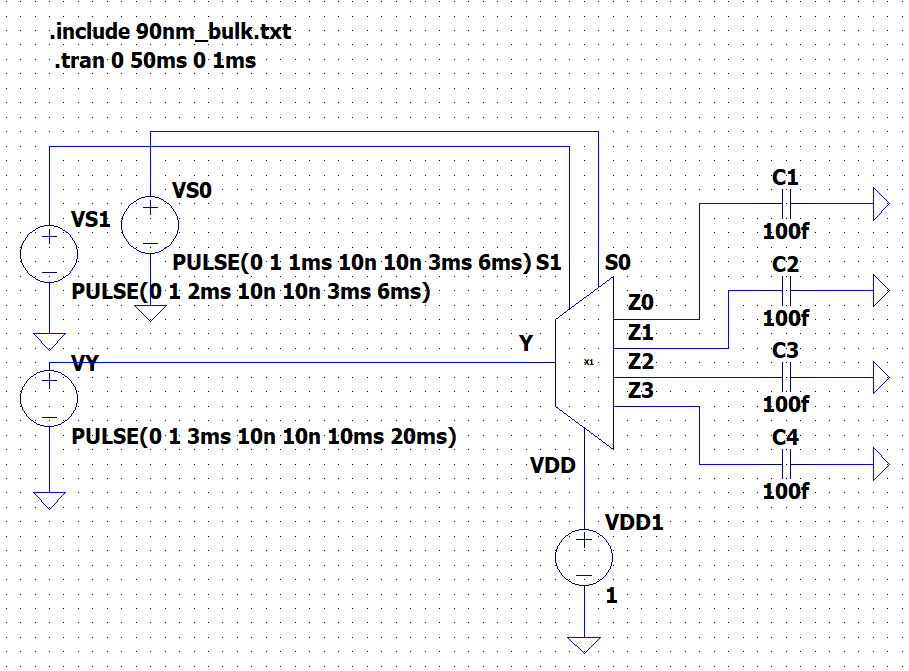 .include 90nm_bulk.txt
.tran 0 50ms 0 1ms
C1
VS0
VS1
100f
PULSE(0 1 1ms 10n 10n 3ms 6ms)
S1
S0
C2
PULSE(0 1 2ms 10n 10n 3ms 6ms)
Z0
100f
Z1
Y
C3
VY
X1
Z2
Z3
100f
PULSE(0 1 3ms 10n 10n 10ms 20ms)
C4
VDD
100f
VDD1
1